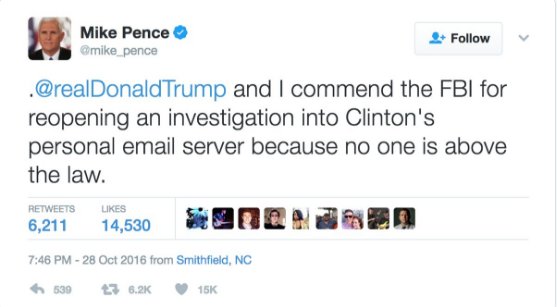 Mike Pence
@mike_pence
Follow
.@realDonaldTrump and I commend the FBI for
reopening an investigation into Clinton's
personal email server because no one is above
the law.
RETWEETS LIKES
6,211 14,530
7:46 PM - 28 Oct 2016 from Smithfield, NC
539 6.2K 15K